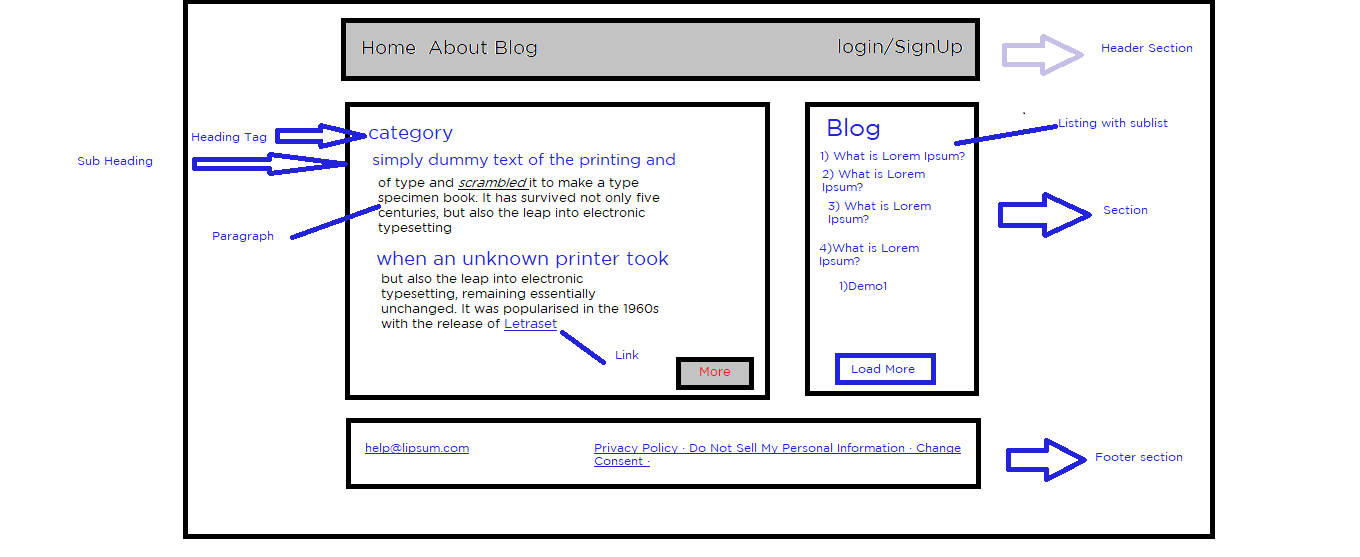 Home About Blog
login/SignUp
Header Section
Heading Tag
Sub Heading
category
simply dummy text of the printing and
of type and scrambled it to make a type
specimen book. It has survived not only five
centuries, but also the leap into electronic
typesetting
Paragraph
when an unknown printer took
but also the leap into electronic
typesetting, remaining essentially
unchanged. It was popularised in the 1960s
with the release of Letraset
Link
More
Blog
Listing with sublist
1) What is Lorem Ipsum?
2) What is Lorem
Ipsum?
3) What is Lorem
Ipsum?
4)What is Lorem
Ipsum?
1)Demo1
Load More
Section
help@lipsum.com
Privacy Policy · Do Not Sell My Personal Information · Change
Consent ·
Footer section